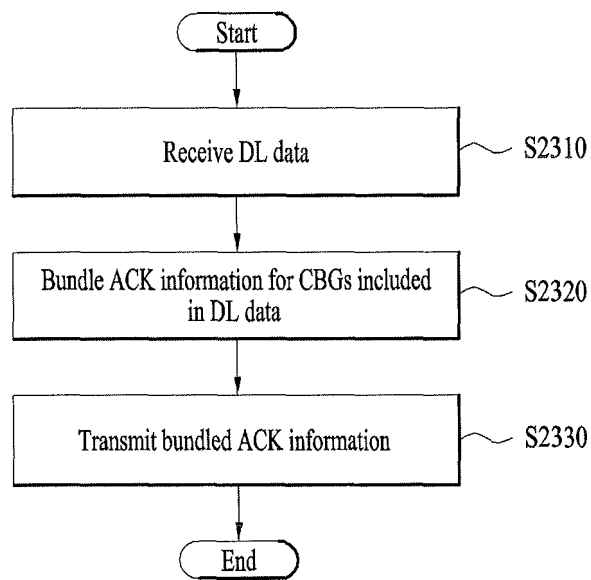 Start
Receive DL data
S2310
Bundle ACK information for CBGs included
in DL data
S2320
Transmit bundled ACK information
S2330
End